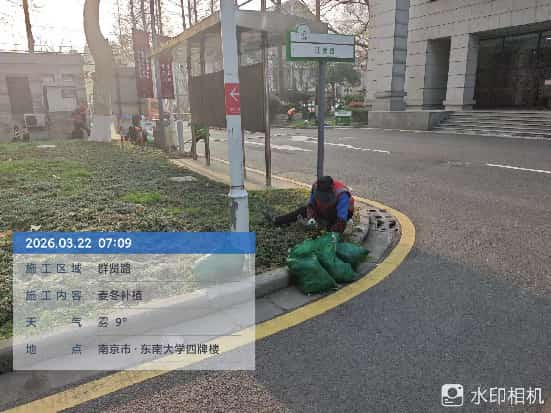 2026.03.22 07:09
施工区域 群贤路
施工内容 麦冬补植
天气 雾 9°
地点 南京市·东南大学四牌楼
水印相机